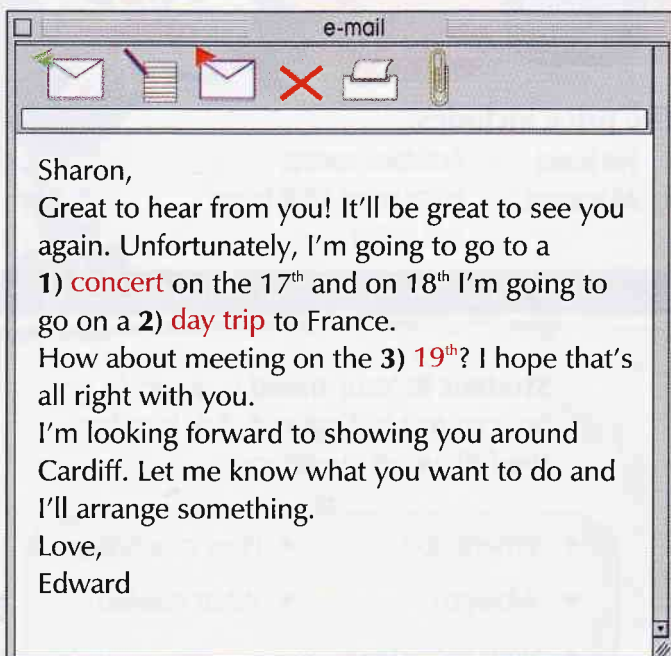 e-mail
Sharon,
Great to hear from you! It'll be great to see you
again. Unfortunately, I'm going to go to a
1) concert on the 17th and on 18th I'm going to
go on a 2) day trip to France.
How about meeting on the 3) 19th? I hope that's
all right with you.
I'm looking forward to showing you around
Cardiff. Let me know what you want to do and
I'll arrange something.
Love,
Edward